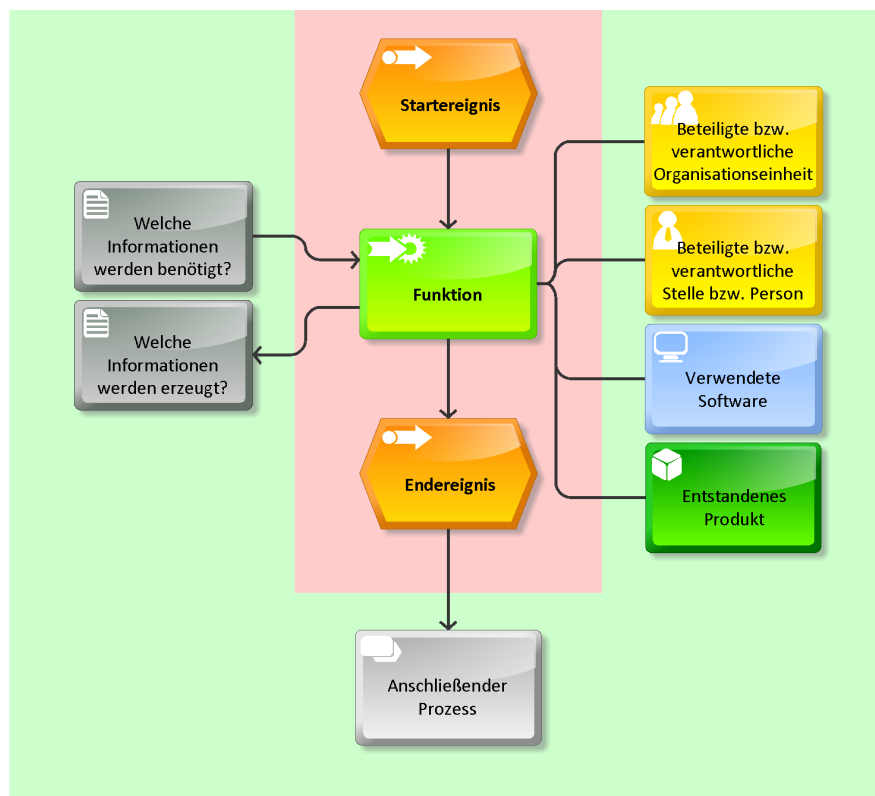 Startereignis
Beteiligte bzw.
verantwortliche
Organisationseinheit
Welche
Informationen
werden benötigt?
Beteiligte bzw.
verantwortliche
Stelle bzw. Person
Funktion
Welche
Informationen
werden erzeugt?
Verwendete
Software
Endereignis
Entstandenes
Produkt
Anschließender
Prozess